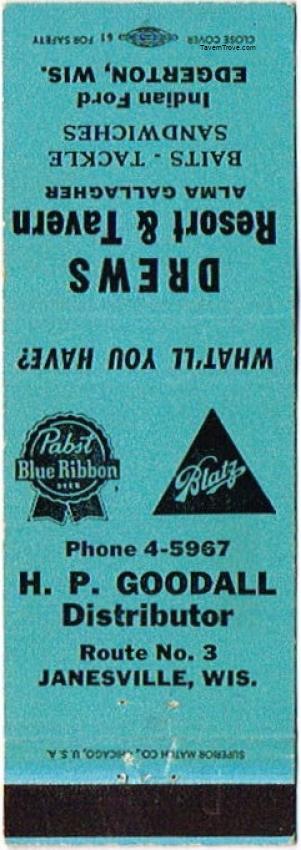 CLOSE COVER 61 FOR SAFETY
TavernTrove.com
WHAT'LL YOU HAVE?
DREWS
Resort & Tavern
ALMA GALLAGHER
BAITS - TACKLE
SANDWICHES
Indian Ford
EDGERTON, WIS.
Pabst
Blue Ribbon
BEER
Blatz
Phone 4-5967
H. P. GOODALL
Distributor
Route No. 3
JANESVILLE, WIS.
SUPERIOR MATCH CO., CHICAGO, U.S.A.